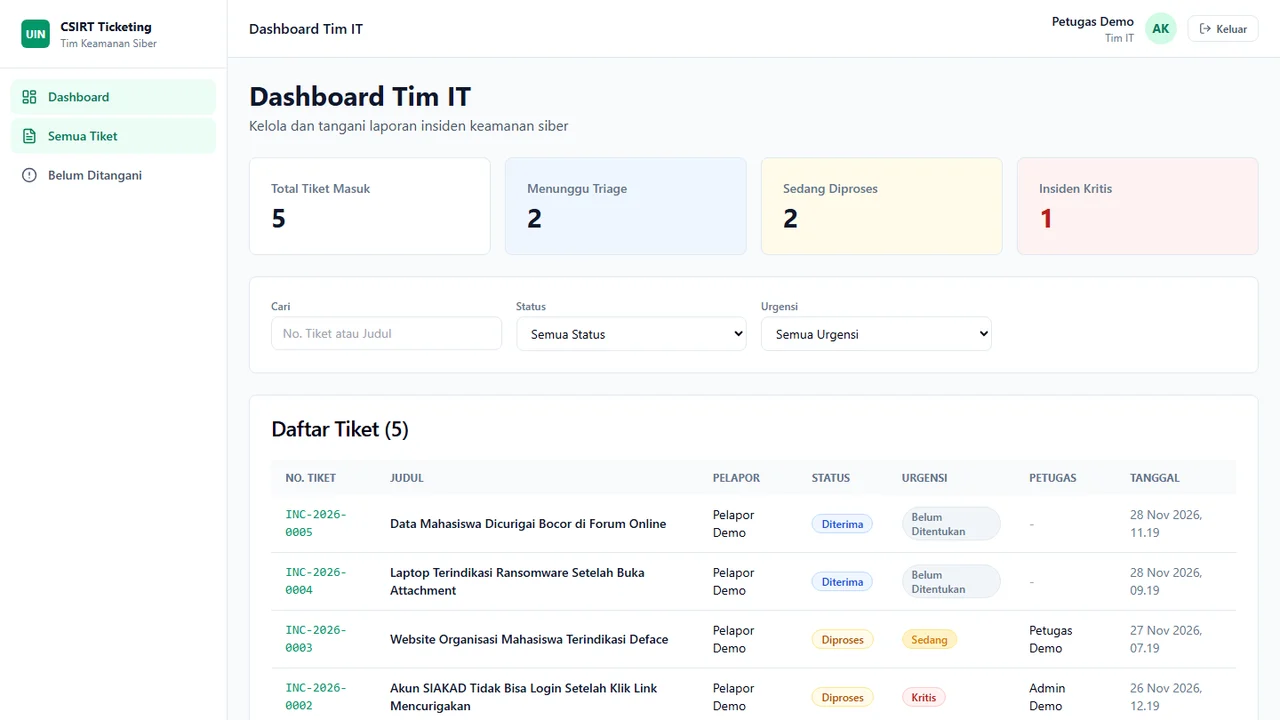 UIN
CSIRT Ticketing
Tim Keamanan Siber
Dashboard
Semua Tiket
Belum Ditangani
Dashboard Tim IT
Petugas Demo
Tim IT
AK
Keluar
Dashboard Tim IT
Kelola dan tangani laporan insiden keamanan siber
Total Tiket Masuk
5
Menunggu Triage
2
Sedang Diproses
2
Insiden Kritis
1
Cari
No. Tiket atau Judul
Status
Semua Status
Urgensi
Semua Urgensi
Daftar Tiket (5)
NO. TIKET JUDUL PELAPOR STATUS URGENSI PETUGAS TANGGAL
INC-2026-
0005
Data Mahasiswa Dicurigai Bocor di Forum Online
Pelapor
Demo
Diterima
Belum
Ditentukan
-
28 Nov 2026,
11.19
INC-2026-
0004
Laptop Terindikasi Ransomware Setelah Buka
Attachment
Pelapor
Demo
Diterima
Belum
Ditentukan
-
28 Nov 2026,
09.19
INC-2026-
0003
Website Organisasi Mahasiswa Terindikasi Deface
Pelapor
Demo
Diproses
Sedang
Petugas
Demo
27 Nov 2026,
07.19
INC-2026-
0002
Akun SIAKAD Tidak Bisa Login Setelah Klik Link
Mencurigakan
Pelapor
Demo
Diproses
Kritis
Admin
Demo
26 Nov 2026,
12.19